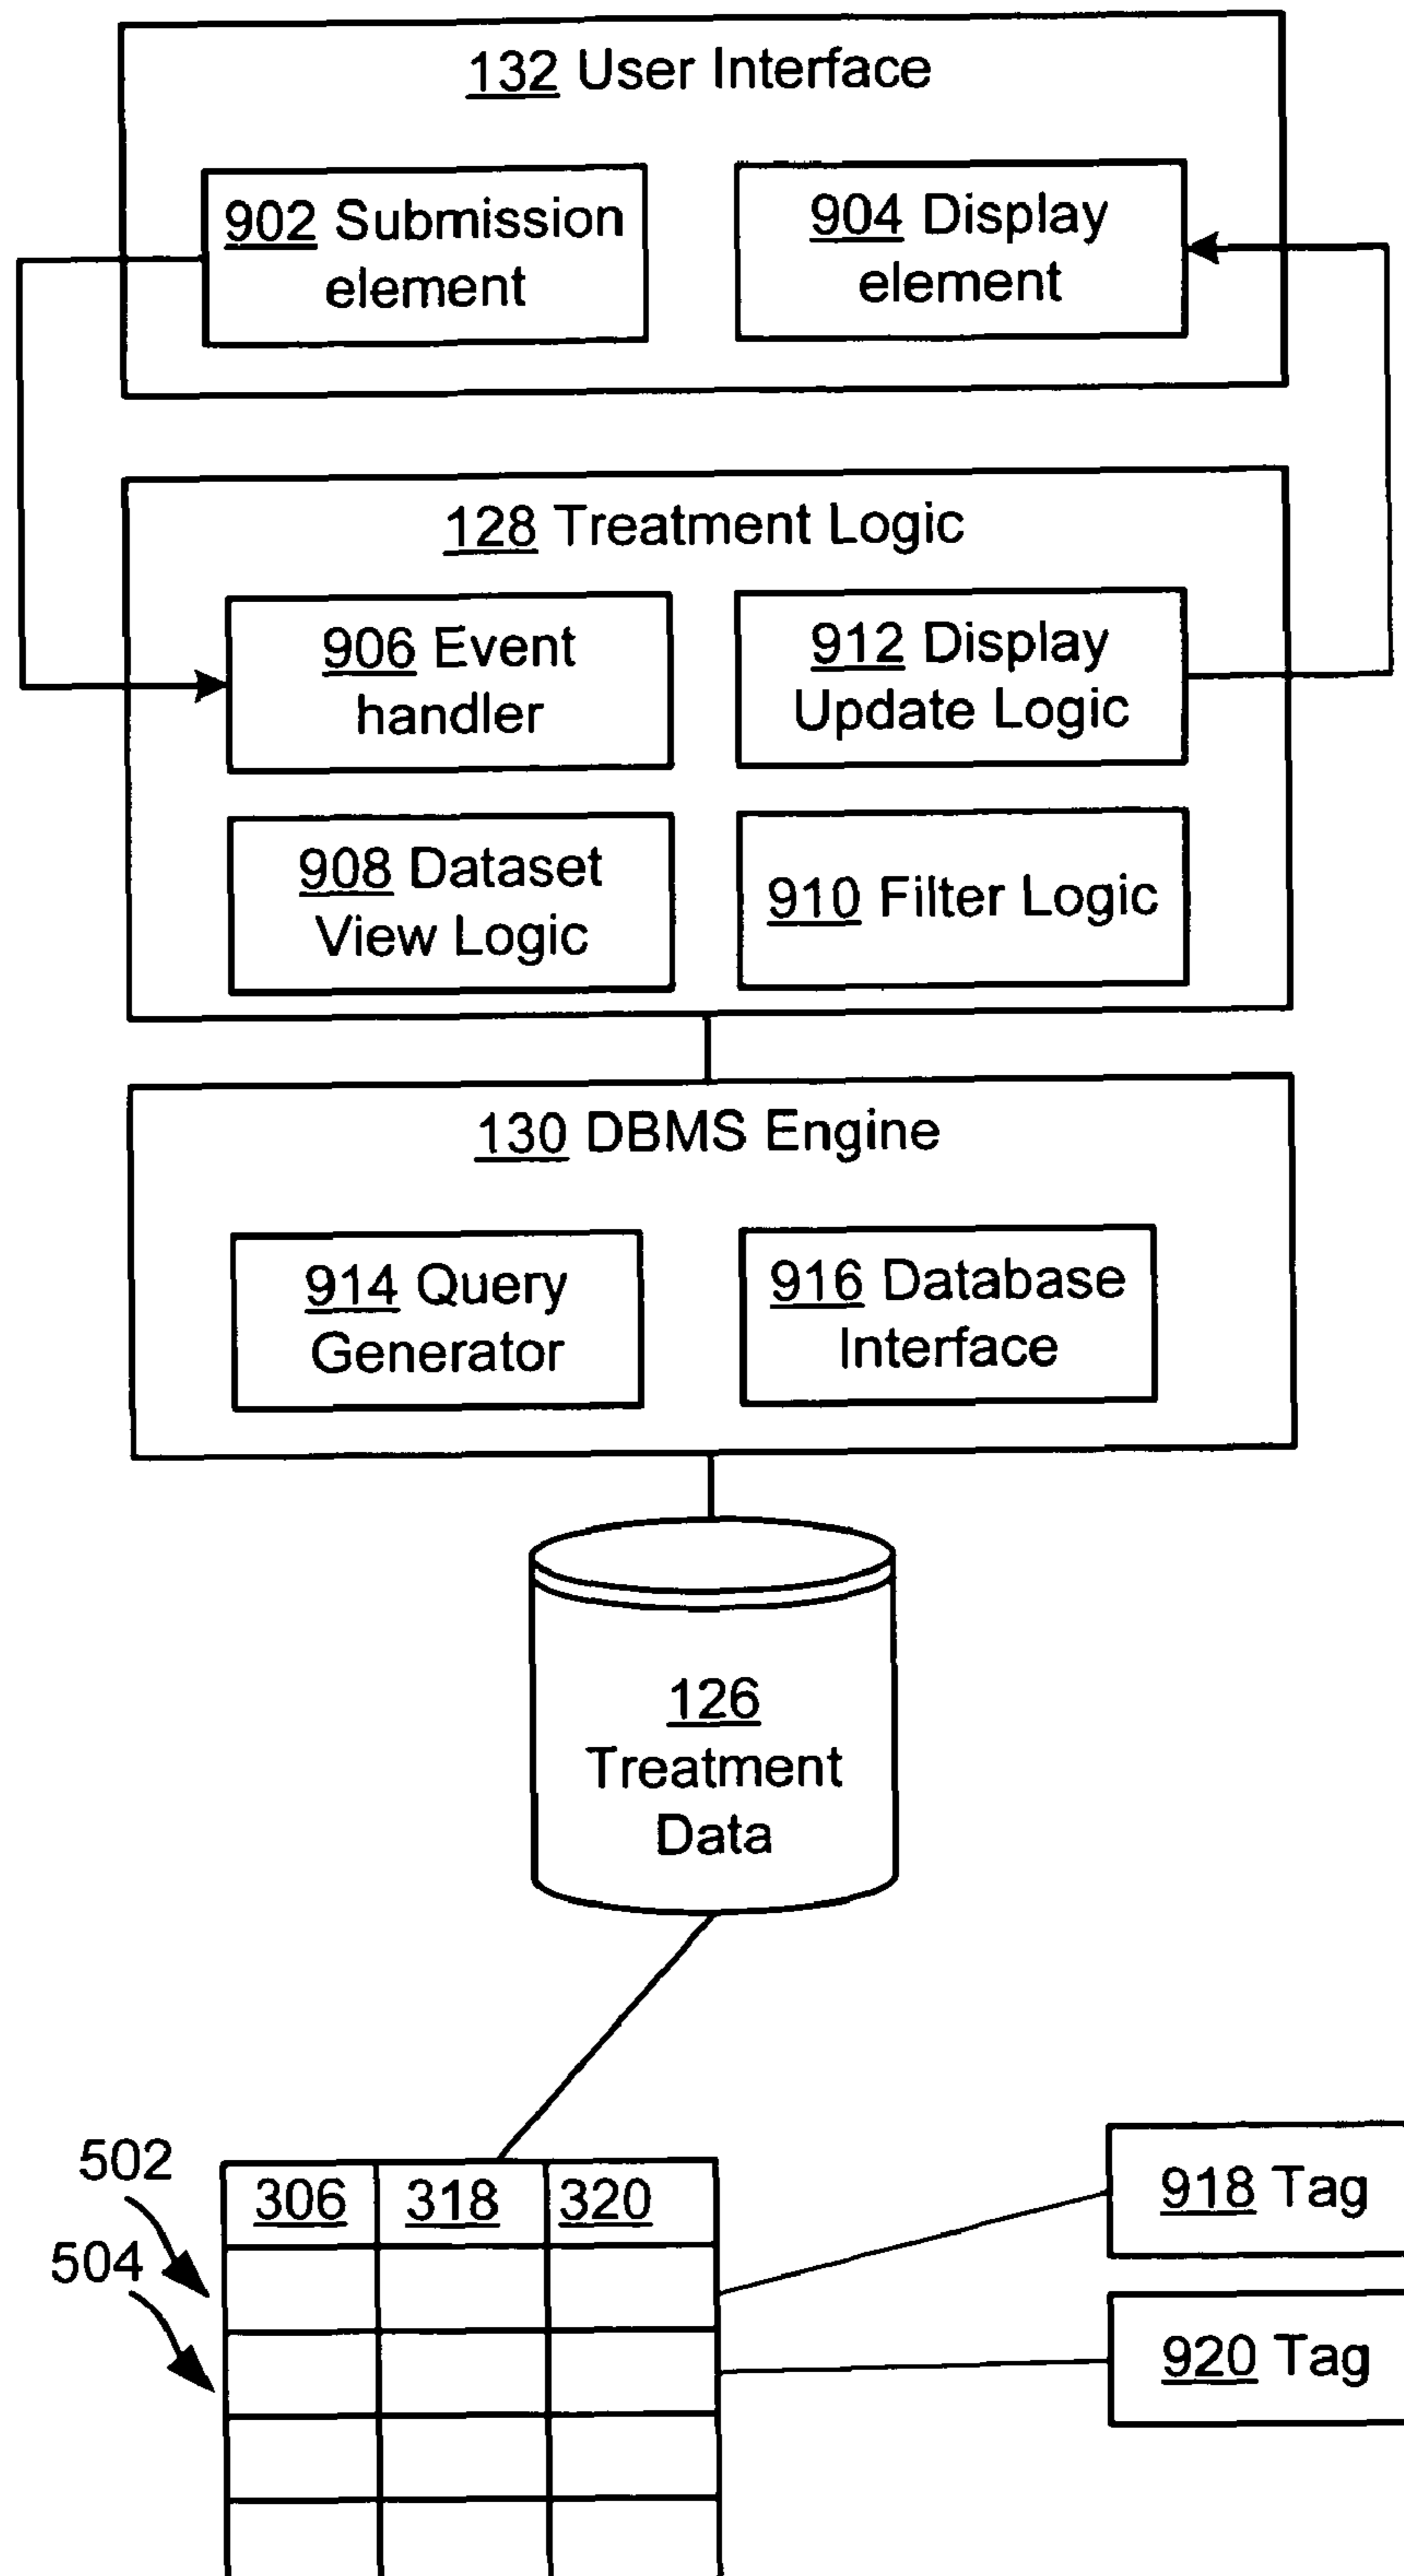 132 User Interface
902 Submission
element
904 Display
element
128 Treatment Logic
906 Event
handler
912 Display
Update Logic
908 Dataset
View Logic
910 Filter Logic
130 DBMS Engine
914 Query
Generator
916 Database
Interface
126
Treatment
Data
502
504
306 318 320
918 Tag
920 Tag